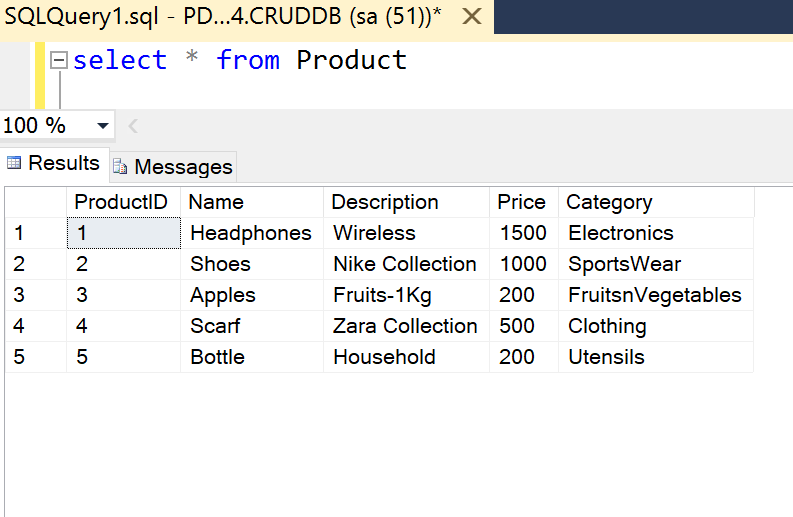 SQLQuery1.sql - PD...4.CRUDDB (sa (51))*
select * from Product
100 %
Results Messages
ProductID Name Description Price Category
1 1 Headphones Wireless 1500 Electronics
2 2 Shoes Nike Collection 1000 SportsWear
3 3 Apples Fruits-1Kg 200 FruitsnVegetables
4 4 Scarf Zara Collection 500 Clothing
5 5 Bottle Household 200 Utensils